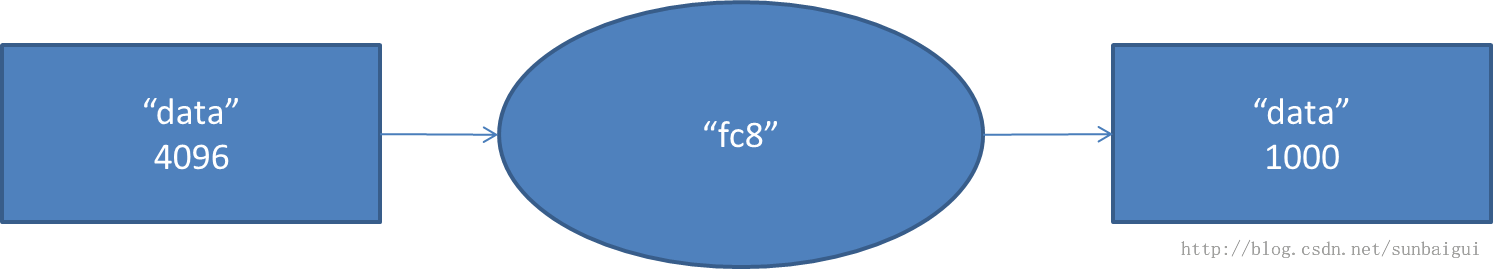 “data”
4096
“fc8”
“data”
1000
http://blog.csdn.net/sunbaigui